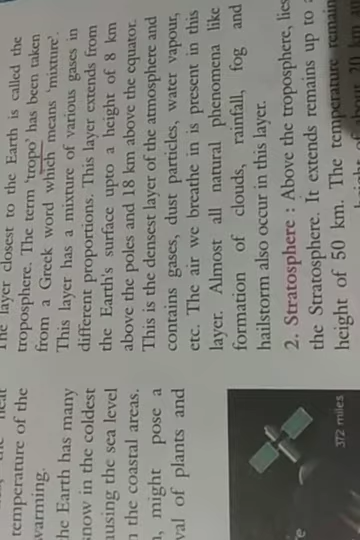 temperature of the
warming.
he Earth has many
snow in the coldest
using the sea level
the coastal areas.
might pose a
val of plants and
372 miles
The layer closest to the Earth is called the
troposphere. The term 'tropo' has been taken
from a Greek word which means 'mixture'.
This layer has a mixture of various gases in
different proportions. This layer extends from
the Earth's surface upto a height of 8 km
above the poles and 18 km above the equator.
This is the densest layer of the atmosphere and
contains gases, dust particles, water vapour,
etc. The air we breathe in is present in this
layer. Almost all natural phenomena like
formation of clouds, rainfall, fog and
hailstorm also occur in this layer.
2. Stratosphere : Above the troposphere, lies
the Stratosphere. It extends remains up to
height of 50 km. The temperature remain